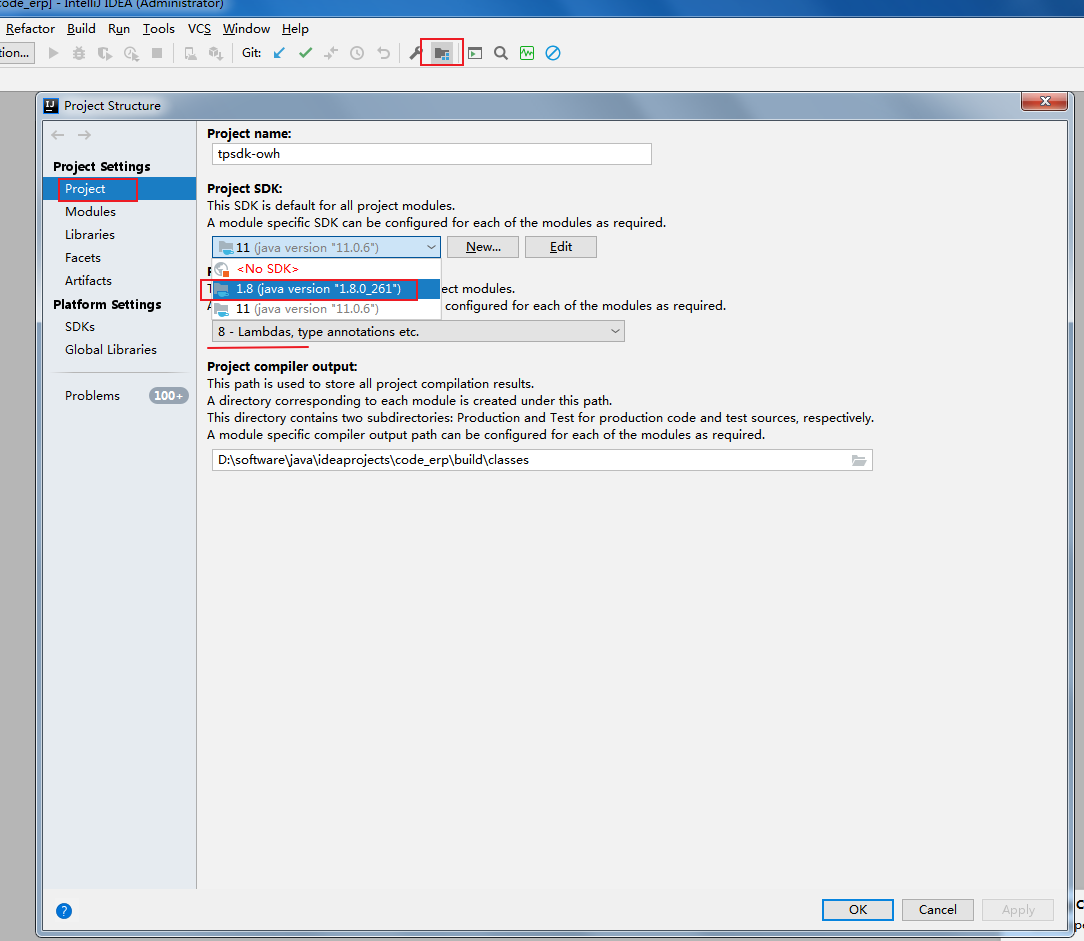 code_erp] - IntelliJ IDEA (Administrator)
Refactor Build Run Tools VCS Window Help
tion... Git:
Project Structure
Project Settings
Project
Modules
Libraries
Facets
Artifacts
Platform Settings
SDKs
Global Libraries
Problems 100+
Project name:
tpsdk-owh
Project SDK:
This SDK is default for all project modules.
A module specific SDK can be configured for each of the modules as required.
11 (java version "11.0.6") New... Edit
<No SDK>
1.8 (java version "1.8.0_261") ect modules.
11 (java version "11.0.6") configured for each of the modules as required.
8 - Lambdas, type annotations etc.
Project compiler output:
This path is used to store all project compilation results.
A directory corresponding to each module is created under this path.
This directory contains two subdirectories: Production and Test for production code and test sources, respectively.
A module specific compiler output path can be configured for each of the modules as required.
D:\software\java\ideaprojects\code_erp\build\classes
? OK Cancel Apply